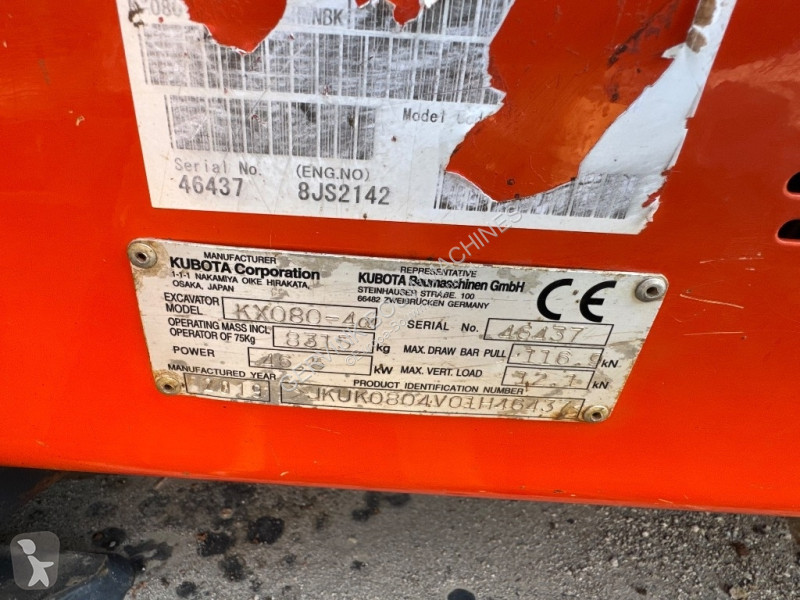 NBK
Model
Serial No. (ENG.NO)
46437 8JS2142
MANUFACTURER
KUBOTA Corporation
1-1-1 NAKAMIYA OIKE HIRAKATA,
OSAKA, JAPAN
REPRESENTATIVE
KUBOTA Baumaschinen GmbH
STEINHAUSER STRAßE. 100
66482 ZWEIBRÜCKEN GERMANY
CE
EXCAVATOR
MODEL KX080-4α
SERIAL No. 46437
OPERATING MASS INCL
OPERATOR OF 75Kg 8315 kg
MAX. DRAW BAR PULL 116.9 kN
POWER kW
MAX. VERT. LOAD kN
MANUFACTURED YEAR
PRODUCT IDENTIFICATION NUMBER